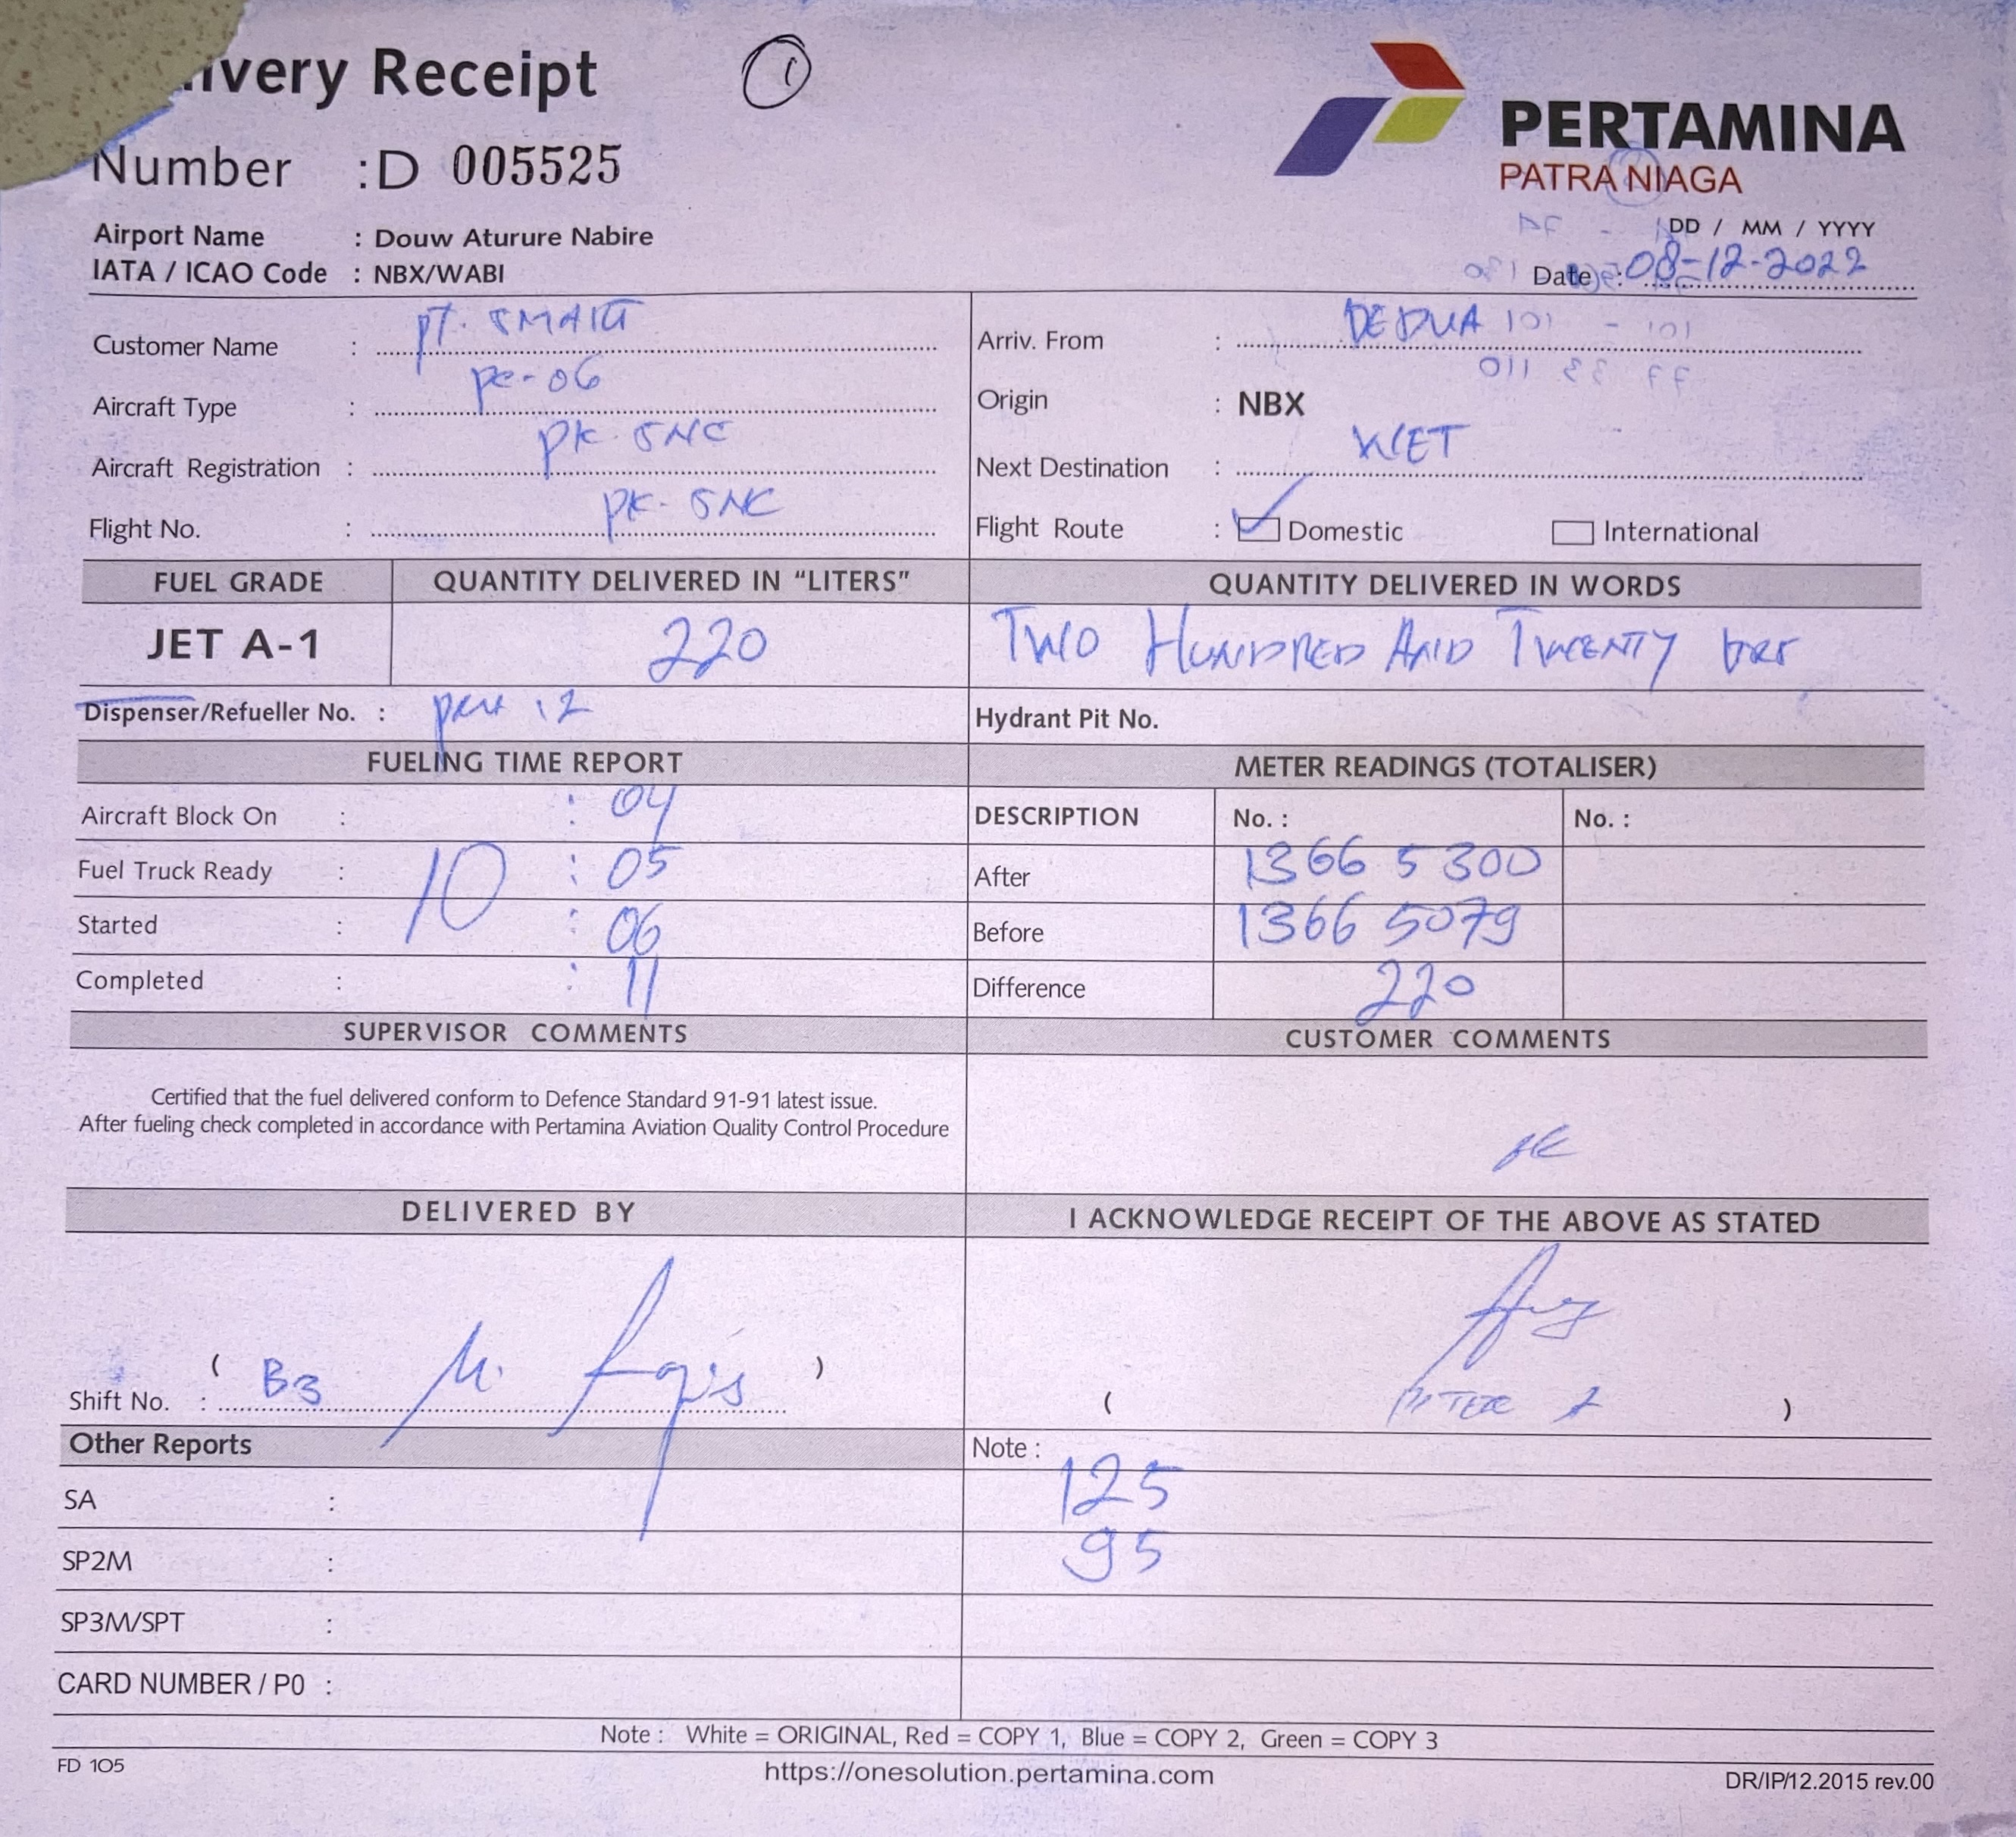 ivery Receipt 1
Number : D 005525
PERTAMINA
PATRA NIAGA
Airport Name : Douw Aturure Nabire
IATA / ICAO Code : NBX/WABI
DD / MM / YYYY
Date : 08-12-2022
Customer Name : PT. SMART
Aircraft Type : pc-06
Aircraft Registration : PK-SNC
Flight No. : PK-SNC
Arriv. From :
Origin : NBX
Next Destination : WET
Flight Route : Domestic International
FUEL GRADE QUANTITY DELIVERED IN “LITERS” QUANTITY DELIVERED IN WORDS
JET A-1 220 TWO HUNDRED AND TWENTY
Dispenser/Refueller No. : 12 Hydrant Pit No.
FUELING TIME REPORT
Aircraft Block On : : 04
Fuel Truck Ready : 10 : 05
Started : : 06
Completed : : 11
METER READINGS (TOTALISER)
DESCRIPTION No. : No. :
After 1366 5300
Before 1366 5079
Difference 220
SUPERVISOR COMMENTS CUSTOMER COMMENTS
Certified that the fuel delivered conform to Defence Standard 91-91 latest issue.
After fueling check completed in accordance with Pertamina Aviation Quality Control Procedure
DELIVERED BY I ACKNOWLEDGE RECEIPT OF THE ABOVE AS STATED
( )
Shift No. : B3
( )
Other Reports Note :
SA : 125
SP2M : 95
SP3M/SPT :
CARD NUMBER / P0 :
Note : White = ORIGINAL, Red = COPY 1, Blue = COPY 2, Green = COPY 3
FD 105 https://onesolution.pertamina.com DR/IP/12.2015 rev.00